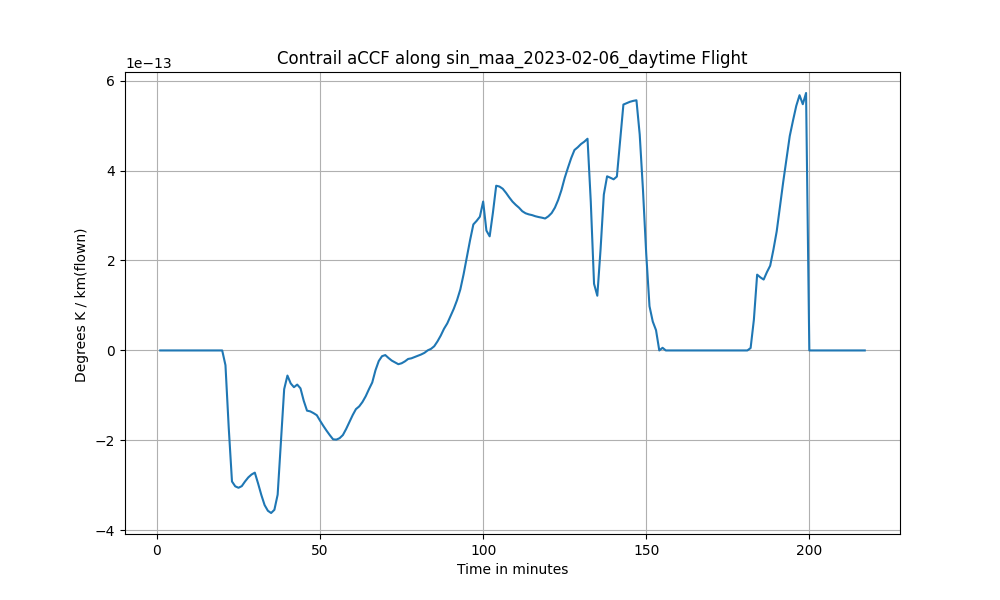 Contrail aCCF along sin_maa_2023-02-06_daytime Flight
1e−13
6
4
2
0
−2
−4
Degrees K / km(flown)
0 50 100 150 200
Time in minutes